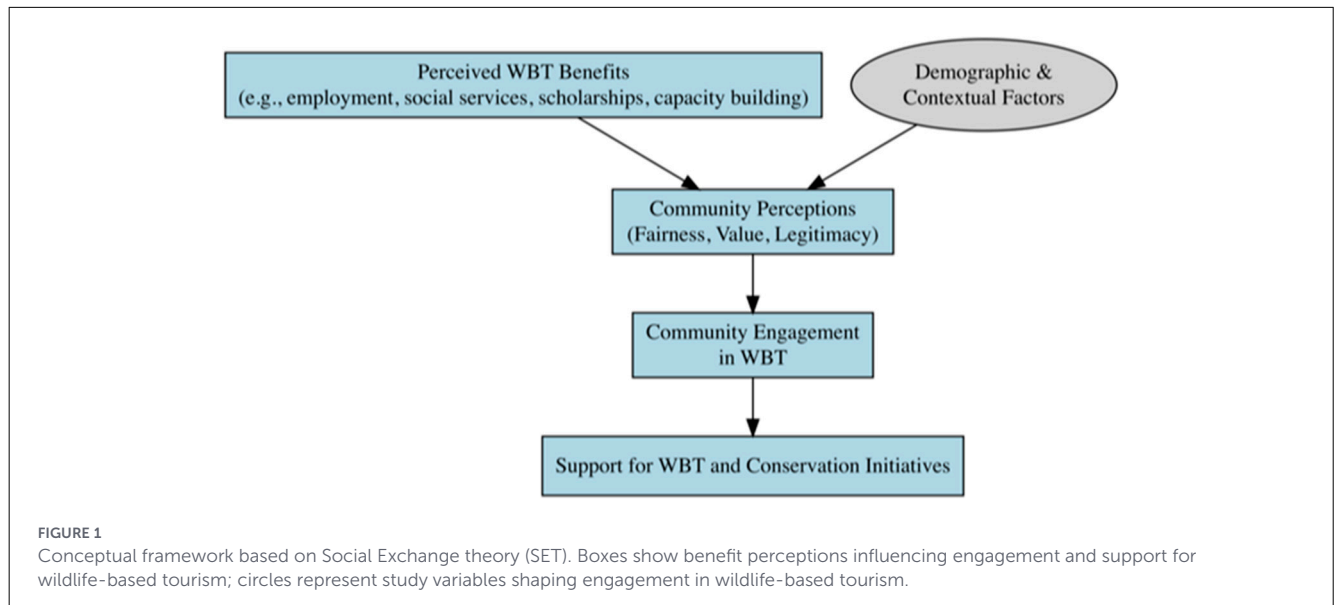 Perceived WBT Benefits
(e.g., employment, social services, scholarships, capacity building)
Demographic &
Contextual Factors
Community Perceptions
(Fairness, Value, Legitimacy)
Community Engagement
in WBT
Support for WBT and Conservation Initiatives
FIGURE 1
Conceptual framework based on Social Exchange theory (SET). Boxes show benefit perceptions influencing engagement and support for
wildlife-based tourism; circles represent study variables shaping engagement in wildlife-based tourism.